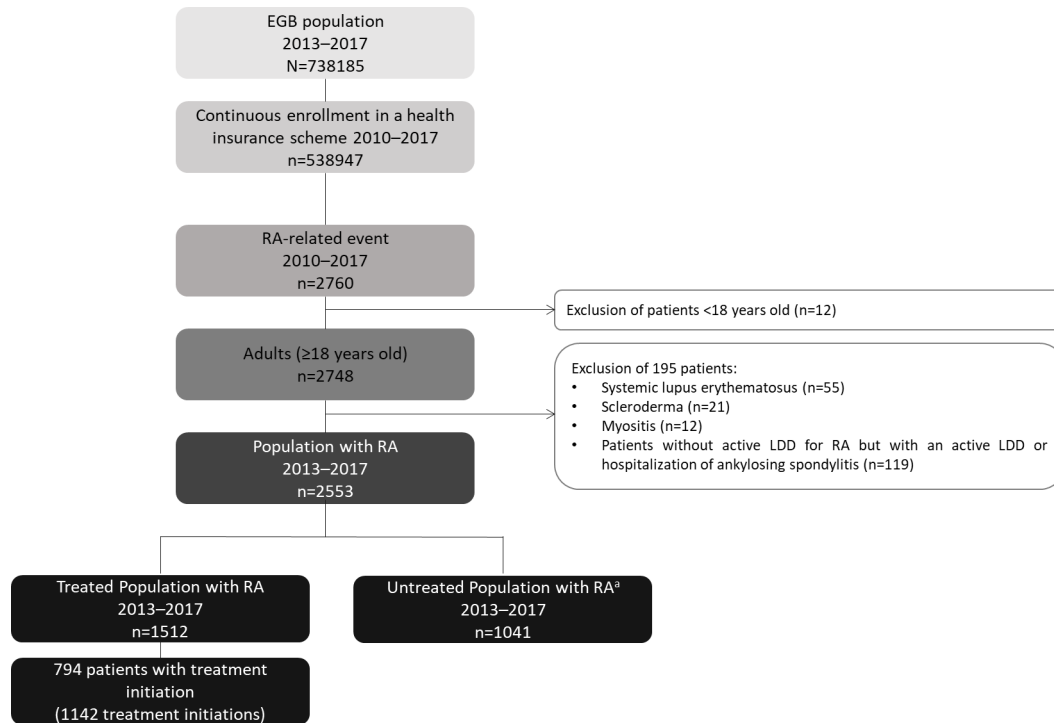 EGB population
2013–2017
N=738185
Continuous enrollment in a health
insurance scheme 2010–2017
n=538947
RA-related event
2010–2017
n=2760
Exclusion of patients <18 years old (n=12)
Adults (≥18 years old)
n=2748
Exclusion of 195 patients:
• Systemic lupus erythematosus (n=55)
• Scleroderma (n=21)
• Myositis (n=12)
• Patients without active LDD for RA but with an active LDD or
hospitalization of ankylosing spondylitis (n=119)
Population with RA
2013–2017
n=2553
Treated Population with RA
2013–2017
n=1512
Untreated Population with RAᵃ
2013–2017
n=1041
794 patients with treatment
initiation
(1142 treatment initiations)